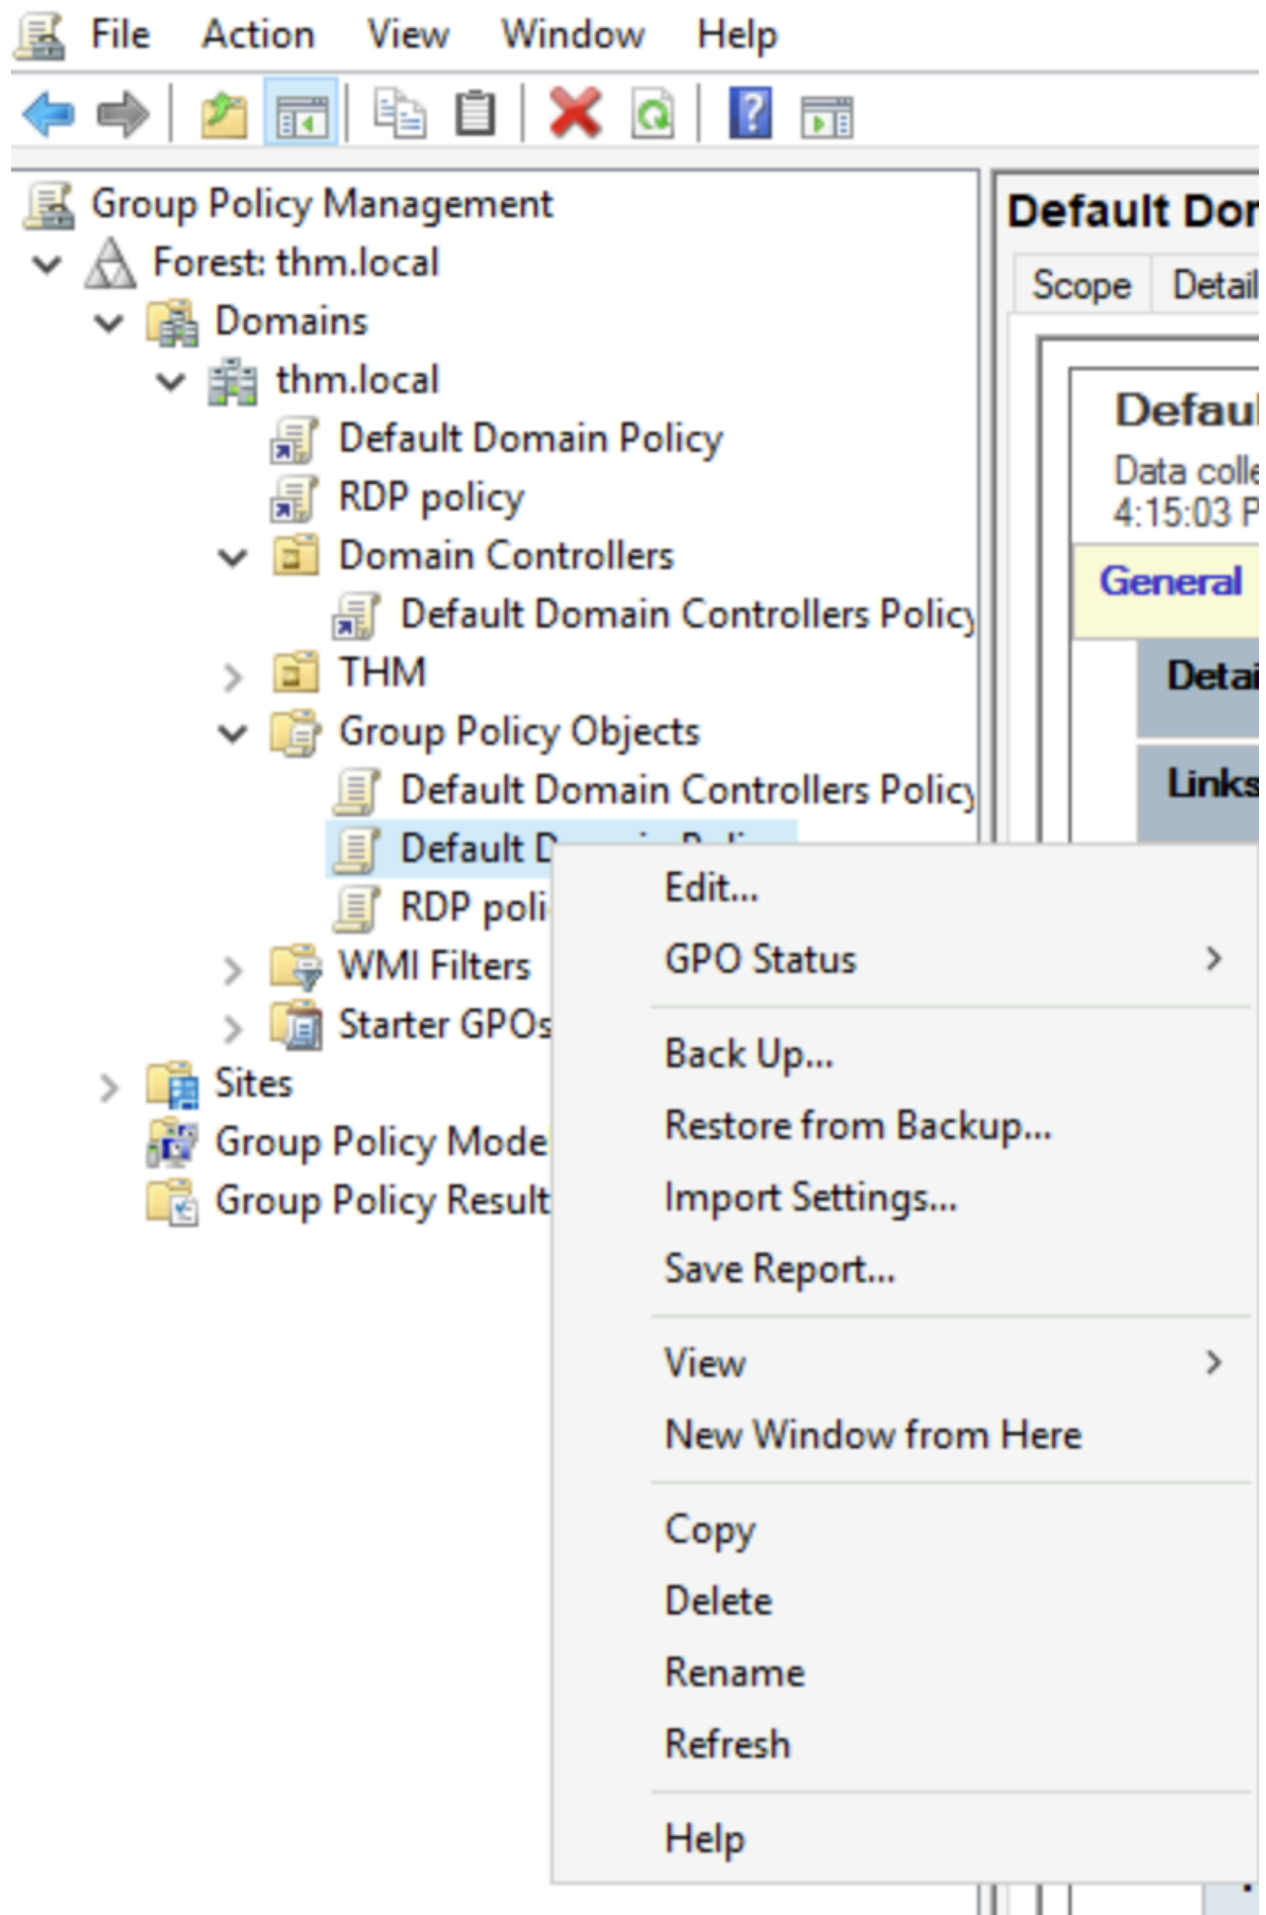 File Action View Window Help
Group Policy Management
Forest: thm.local
Domains
thm.local
Default Domain Policy
RDP policy
Domain Controllers
Default Domain Controllers Policy
THM
Group Policy Objects
Default Domain Controllers Policy
Default D
RDP poli
WMI Filters
Starter GPOs
Sites
Group Policy Mode
Group Policy Result
Default Dor
Scope Detail
Defaul
Data colle
4:15:03 P
General
Detai
Links
Edit...
GPO Status
Back Up...
Restore from Backup...
Import Settings...
Save Report...
View
New Window from Here
Copy
Delete
Rename
Refresh
Help